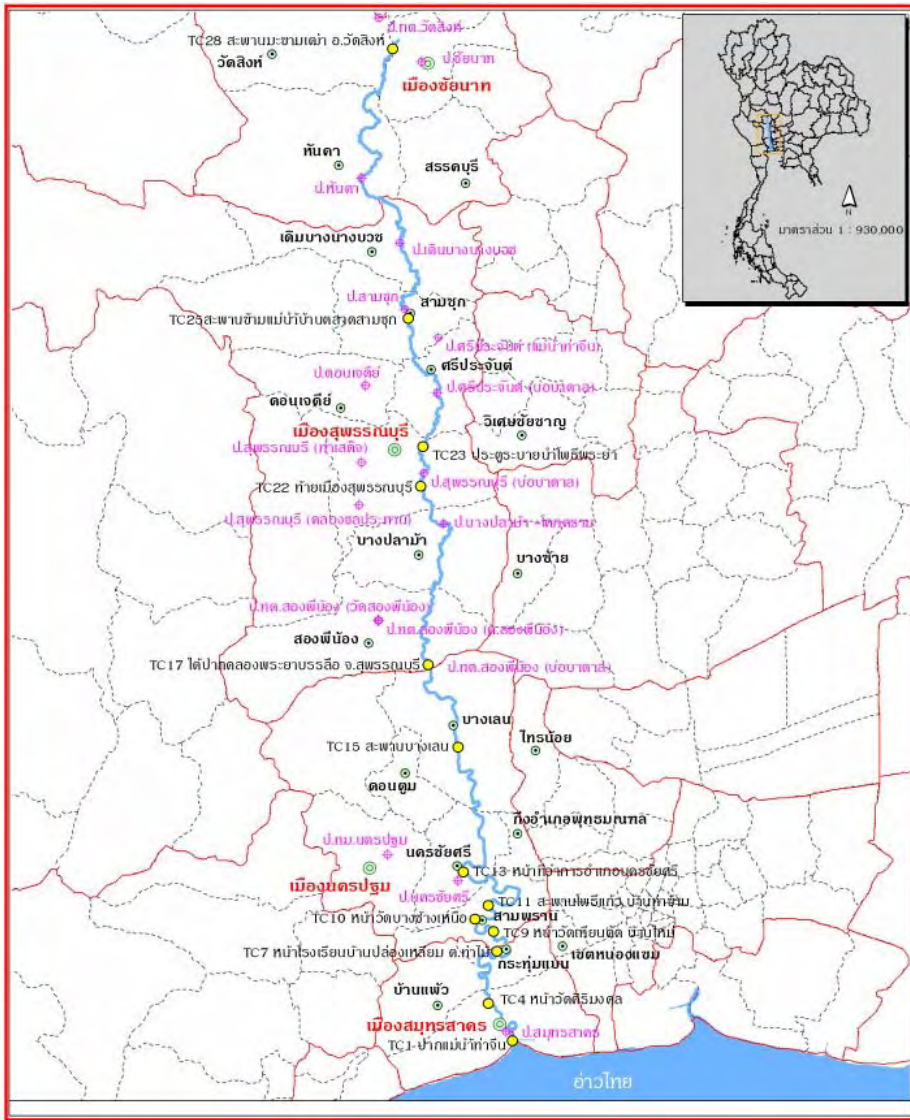 ป.ทต.วัดสิงห์
TC28 สะพานมะขามเฒ่า อ.วัดสิงห์
วัดสิงห์
ป.ชัยนาท
เมืองชัยนาท
หันคา
ป.หันคา
สรรคบุรี
มาตราส่วน 1 : 930,000
N
เดิมบางนางบวช
ป.เดิมบางนางบวช
ป.สามชุก
สามชุก
TC25สะพานข้ามแม่น้ำบ้านตลาดสามชุก
ป.ศรีประจันต์ (แม่น้ำท่าจีน)
ศรีประจันต์
ป.ดอนเจดีย์
ป.ศรีประจันต์ (บ่อบาดาล)
ดอนเจดีย์
วิเศษชัยชาญ
เมืองสุพรรณบุรี
ป.สุพรรณบุรี (ท่าเสด็จ)
TC23 ประตูระบายน้ำโพธิ์พระยา
ป.สุพรรณบุรี (บ่อบาดาล)
TC22 ท้ายเมืองสุพรรณบุรี
ป.สุพรรณบุรี (คลองชลประทาน)
ป.บางปลาม้า -โคกคราม
บางปลาม้า
บางซ้าย
ป.ทต.สองพี่น้อง (วัดสองพี่น้อง)
ป.ทต.สองพี่น้อง (ค.สองพี่น้อง)
สองพี่น้อง
TC17 ใต้ปากคลองพระยาบรรลือ จ.สุพรรณบุรี
ป.ทต.สองพี่น้อง (บ่อบาดาล)
บางเลน
TC15 สะพานบางเลน
ไทรน้อย
ดอนตูม
กิ่งอำเภอพุทธมณฑล
ป.ทม.นครปฐม
นครชัยศรี
TC13 หน้าที่ว่าการอำเภอนครชัยศรี
เมืองนครปฐม
ป.นครชัยศรี
TC11 สะพานโพธิ์แก้ว บ้านท่าข้าม
TC10 หน้าวัดบางช้างเหนือ
สามพราน
TC9 หน้าวัดเทียนดัด บ้านใหม่
TC7 หน้าโรงเรียนบ้านปล่องเหลี่ยม ต.ท่าไม้
เขตหนองแขม
กระทุ่มแบน
บ้านแพ้ว
TC4 หน้าวัดศิริมงคล
เมืองสมุทรสาคร
ป.สมุทรสาคร
TC1-ปากแม่น้ำท่าจีน
อ่าวไทย